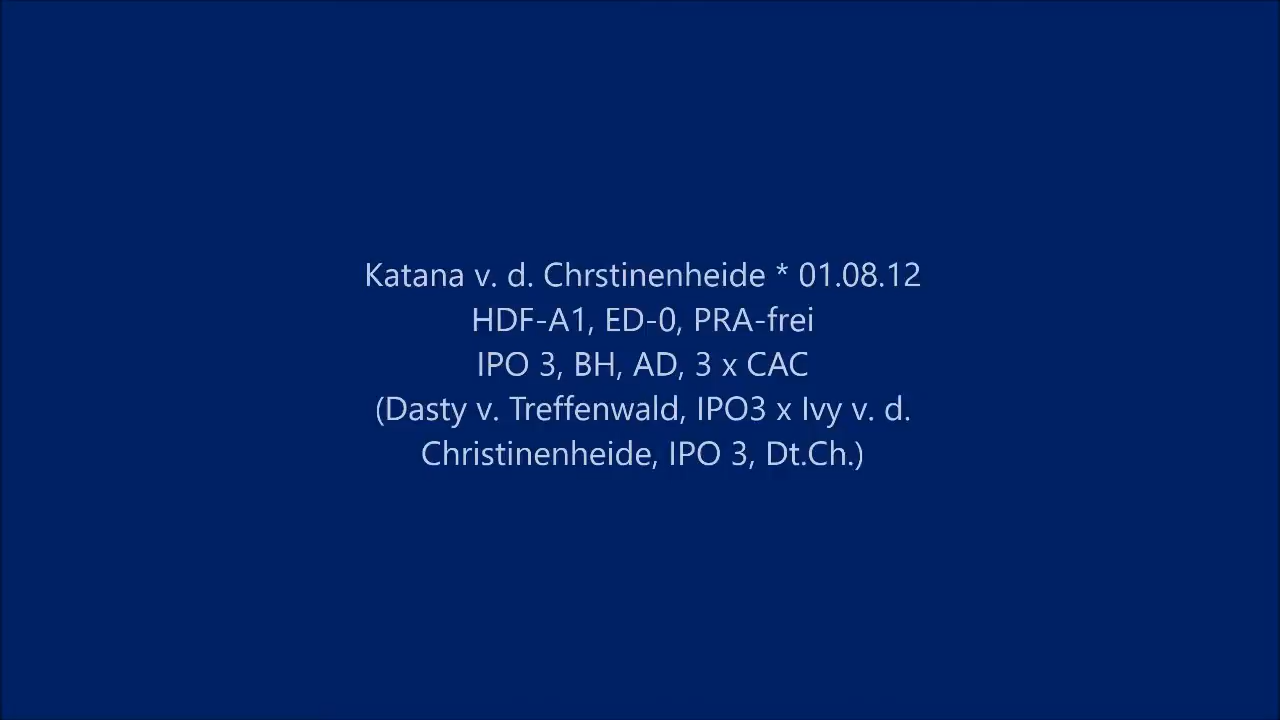 Katana v. d. Chrstinenheide * 01.08.12
HDF-A1, ED-0, PRA-frei
IPO 3, BH, AD, 3 x CAC
(Dasty v. Treffenwald, IPO3 x Ivy v. d.
Christinenheide, IPO 3, Dt.Ch.)